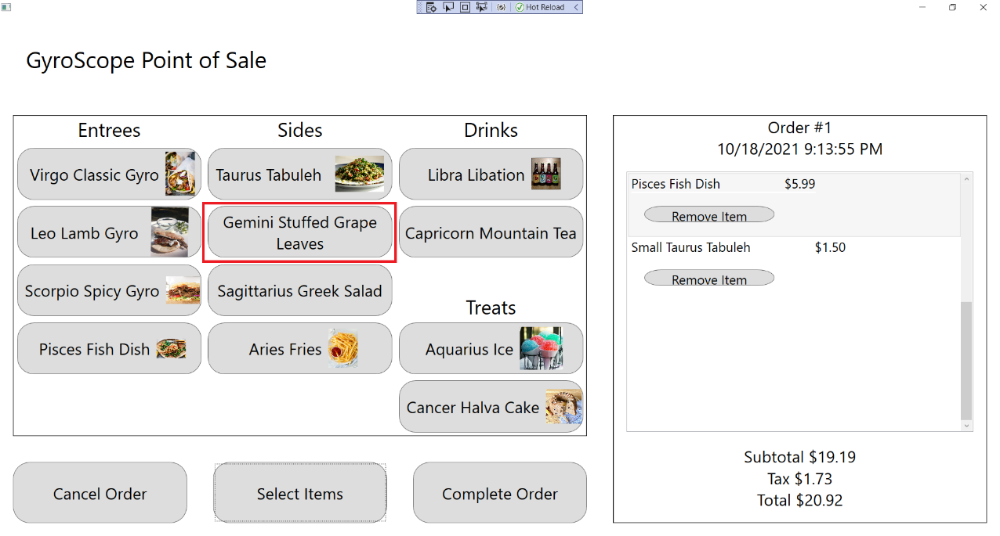 Hot Reload
GyroScope Point of Sale
Entrees
Virgo Classic Gyro
Leo Lamb Gyro
Scorpio Spicy Gyro
Pisces Fish Dish
Sides
Taurus Tabuleh
Gemini Stuffed Grape
Leaves
Sagittarius Greek Salad
Aries Fries
Drinks
Libra Libation
Capricorn Mountain Tea
Treats
Aquarius Ice
Cancer Halva Cake
Cancel Order
Select Items
Complete Order
Order #1
10/18/2021 9:13:55 PM
Pisces Fish Dish $5.99
Remove Item
Small Taurus Tabuleh $1.50
Remove Item
Subtotal $19.19
Tax $1.73
Total $20.92